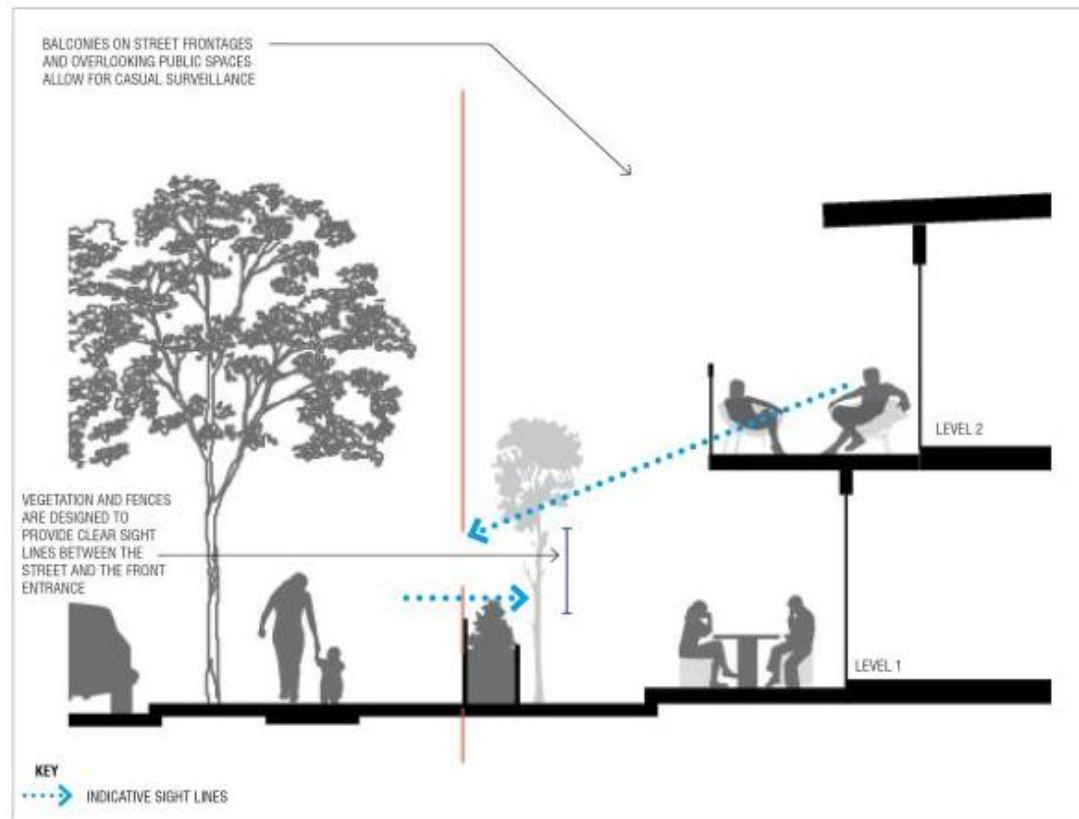 BALCONIES ON STREET FRONTAGES
AND OVERLOOKING PUBLIC SPACES
ALLOW FOR CASUAL SURVEILLANCE
LEVEL 2
VEGETATION AND FENCES
ARE DESIGNED TO
PROVIDE CLEAR SIGHT
LINES BETWEEN THE
STREET AND THE FRONT
ENTRANCE
LEVEL 1
KEY
INDICATIVE SIGHT LINES